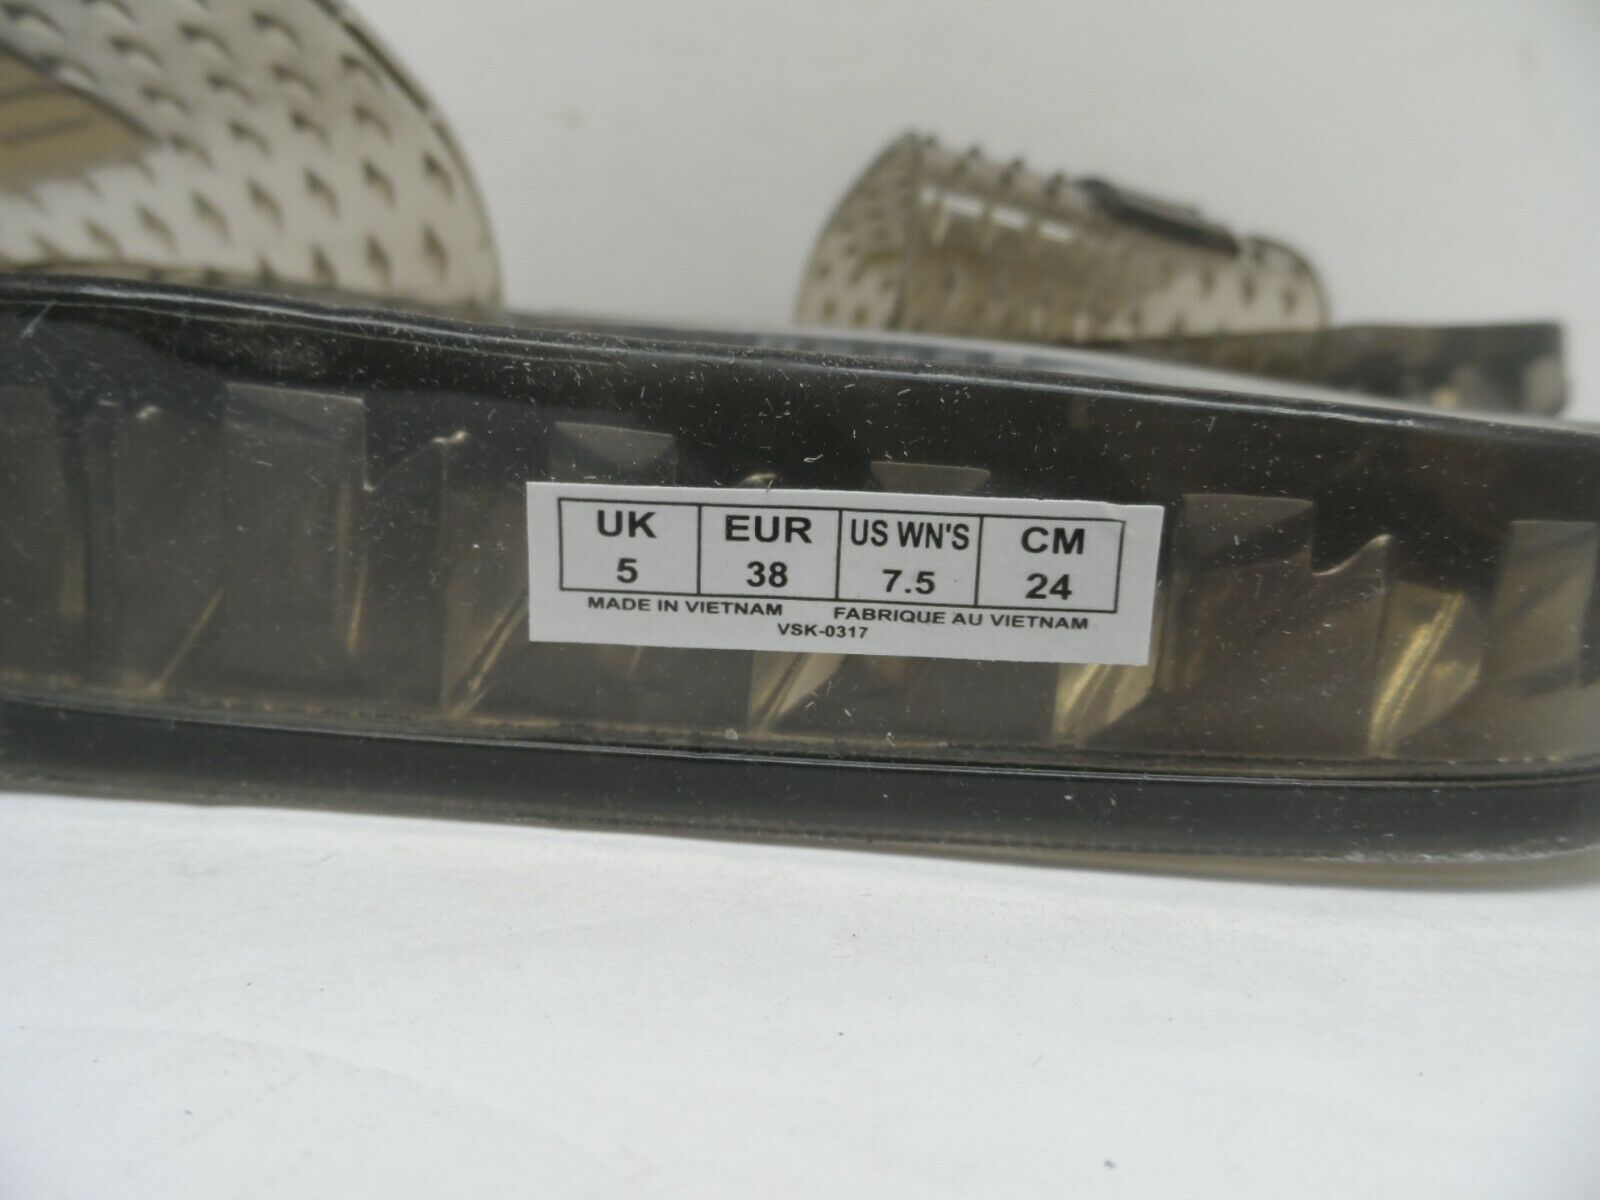 UK EUR US WN'S CM
5 38 7.5 24
MADE IN VIETNAM FABRIQUE AU VIETNAM
VSK-0317